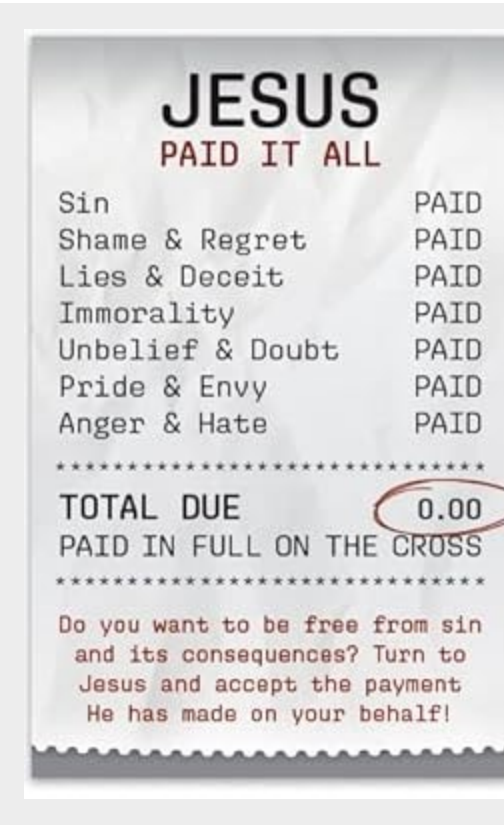 JESUS
PAID IT ALL
Sin PAID
Shame & Regret PAID
Lies & Deceit PAID
Immorality PAID
Unbelief & Doubt PAID
Pride & Envy PAID
Anger & Hate PAID
*********************************
TOTAL DUE 0.00
PAID IN FULL ON THE CROSS
*********************************
Do you want to be free from sin
and its consequences? Turn to
Jesus and accept the payment
He has made on your behalf!